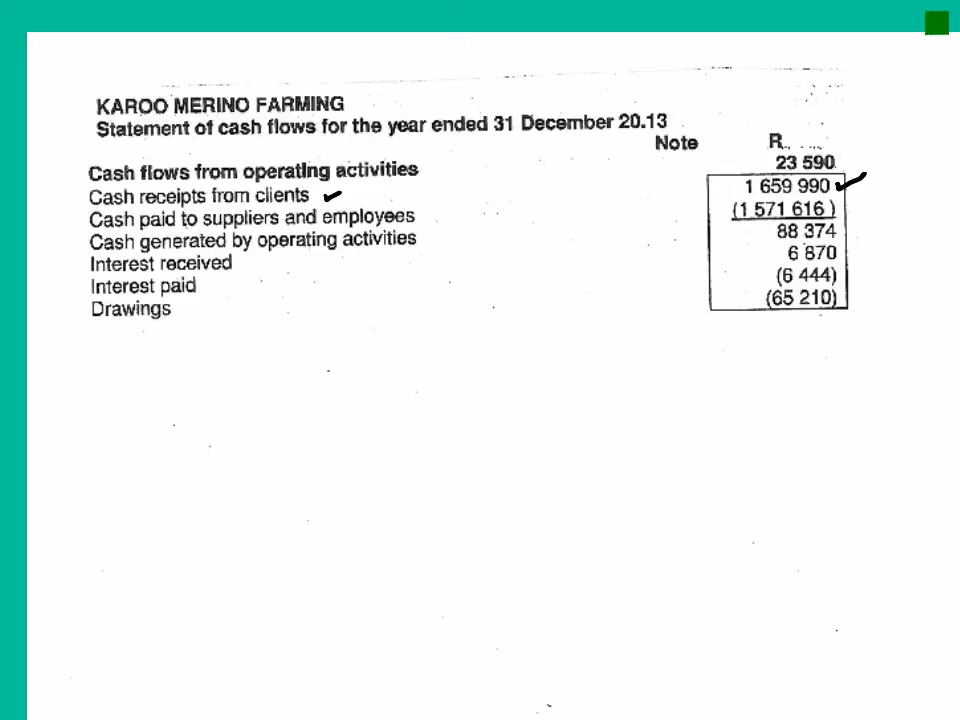 KAROO MERINO FARMING
Statement of cash flows for the year ended 31 December 20.13
Note R
Cash flows from operating activities 23 590
Cash receipts from clients 1 659 990
Cash paid to suppliers and employees (1 571 616 )
Cash generated by operating activities 88 374
Interest received 6 870
Interest paid (6 444)
Drawings (65 210)